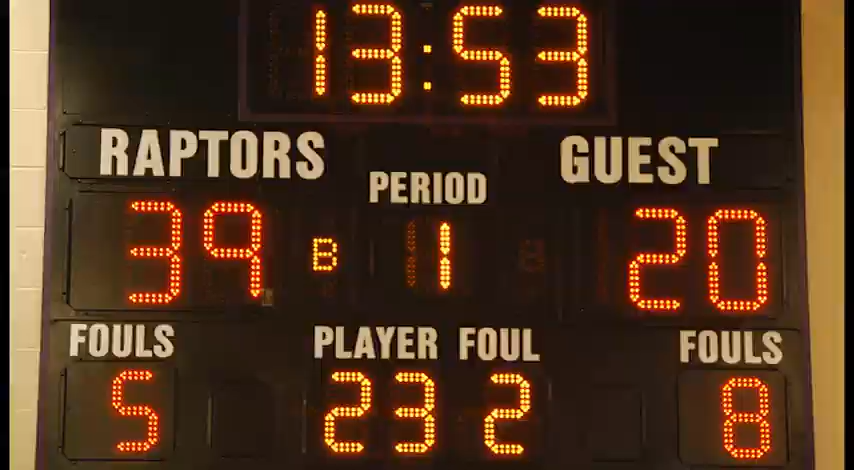 13:53
RAPTORS GUEST
PERIOD
39 B 1 20
FOULS PLAYER FOUL FOULS
5 23 2 8